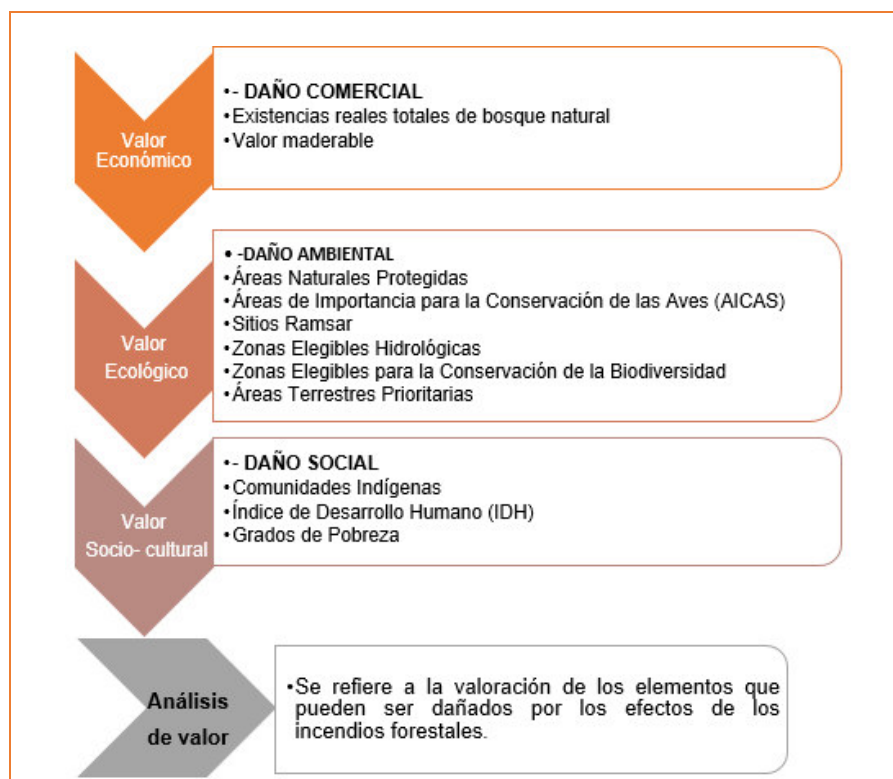 Valor
Económico
•- DAÑO COMERCIAL
•Existencias reales totales de bosque natural
•Valor maderable
Valor
Ecológico
• -DAÑO AMBIENTAL
•Áreas Naturales Protegidas
•Áreas de Importancia para la Conservación de las Aves (AICAS)
•Sitios Ramsar
•Zonas Elegibles Hidrológicas
•Zonas Elegibles para la Conservación de la Biodiversidad
•Áreas Terrestres Prioritarias
Valor
Socio- cultural
•- DAÑO SOCIAL
•Comunidades Indígenas
•Índice de Desarrollo Humano (IDH)
•Grados de Pobreza
Análisis
de valor
•Se refiere a la valoración de los elementos que
pueden ser dañados por los efectos de los
incendios forestales.